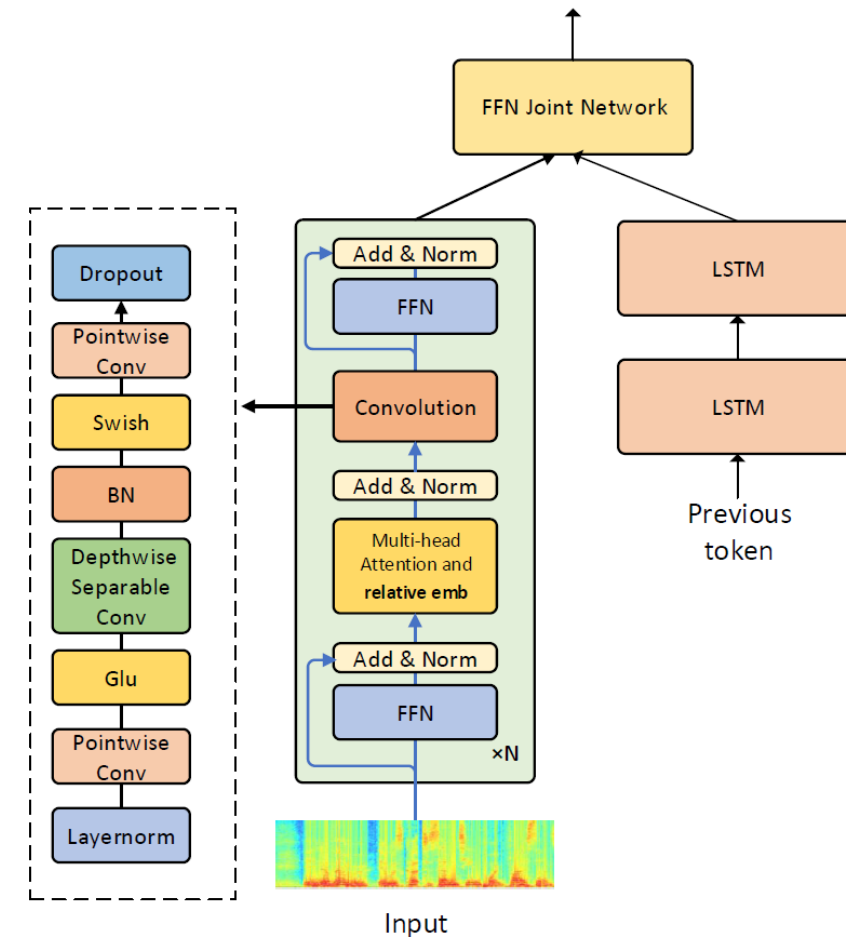 FFN Joint Network
Dropout
Pointwise
Conv
Swish
BN
Depthwise
Separable
Conv
Glu
Pointwise
Conv
Layernorm
Add & Norm
FFN
Convolution
Add & Norm
Multi-head
Attention and
relative emb
Add & Norm
FFN
×N
Input
LSTM
LSTM
Previous
token